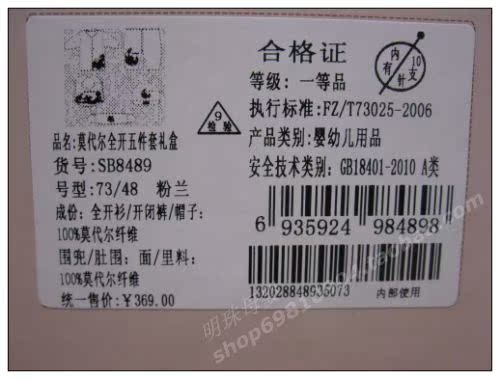 合格证
等级：一等品
执行标准：FZ/T73025-2006
产品类别：婴幼儿用品
安全技术类别：GB18401-2010 A类
内有10支针
9
检验
品名：莫代尔全开五件套礼盒
货号：SB8489
号型：73/48 粉兰
成份：全开衫/开闭裤/帽子：
100%莫代尔纤维
围兜/肚围：面/里料：
100%莫代尔纤维
统一售价：¥369.00
6 935924 984898
132028848935073
内部使用